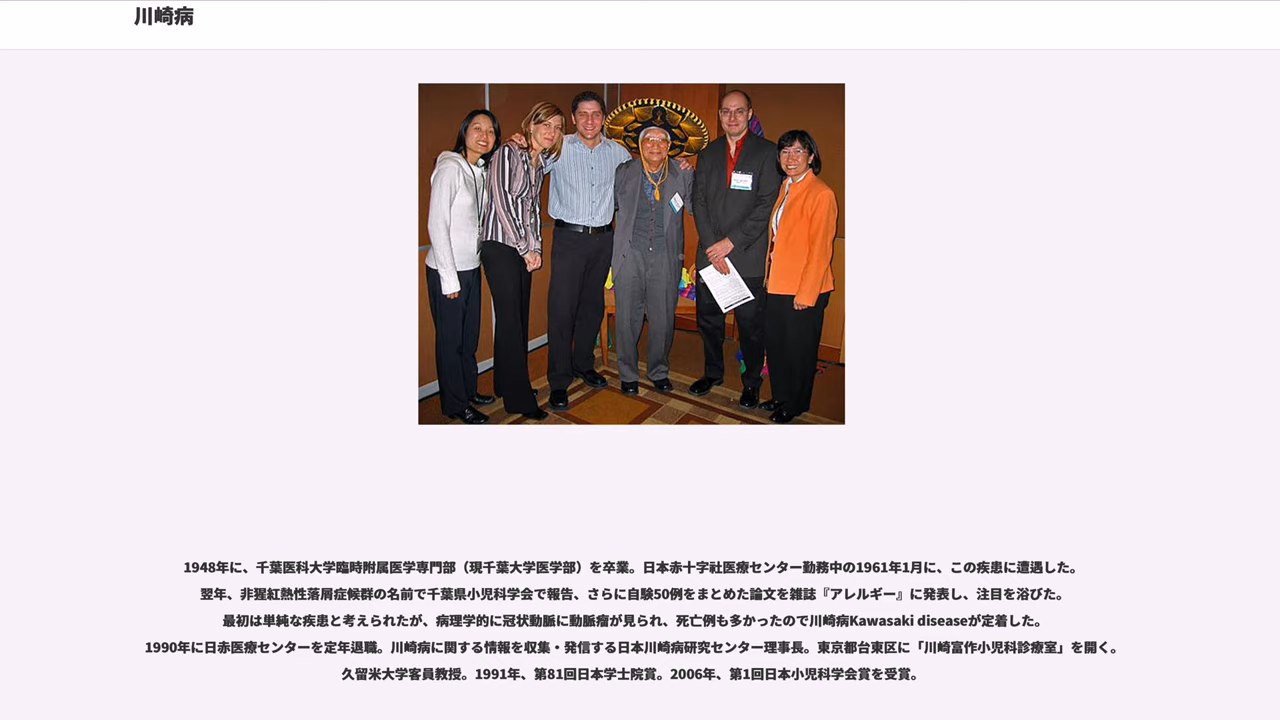 川崎病
1948年に、千葉医科大学臨時附属医学専門部（現千葉大学医学部）を卒業。日本赤十字社医療センター勤務中の1961年1月に、この疾患に遭遇した。
翌年、非猩紅熱性落屑症候群の名前で千葉県小児科学会で報告、さらに自験50例をまとめた論文を雑誌『アレルギー』に発表し、注目を浴びた。
最初は単純な疾患と考えられたが、病理学的に冠状動脈に動脈瘤が見られ、死亡例も多かったので川崎病Kawasaki diseaseが定着した。
1990年に日赤医療センターを定年退職。川崎病に関する情報を収集・発信する日本川崎病研究センター理事長。東京都台東区に「川崎富作小児科診療室」を開く。
久留米大学客員教授。1991年、第81回日本学士院賞。2006年、第1回日本小児科学会賞を受賞。